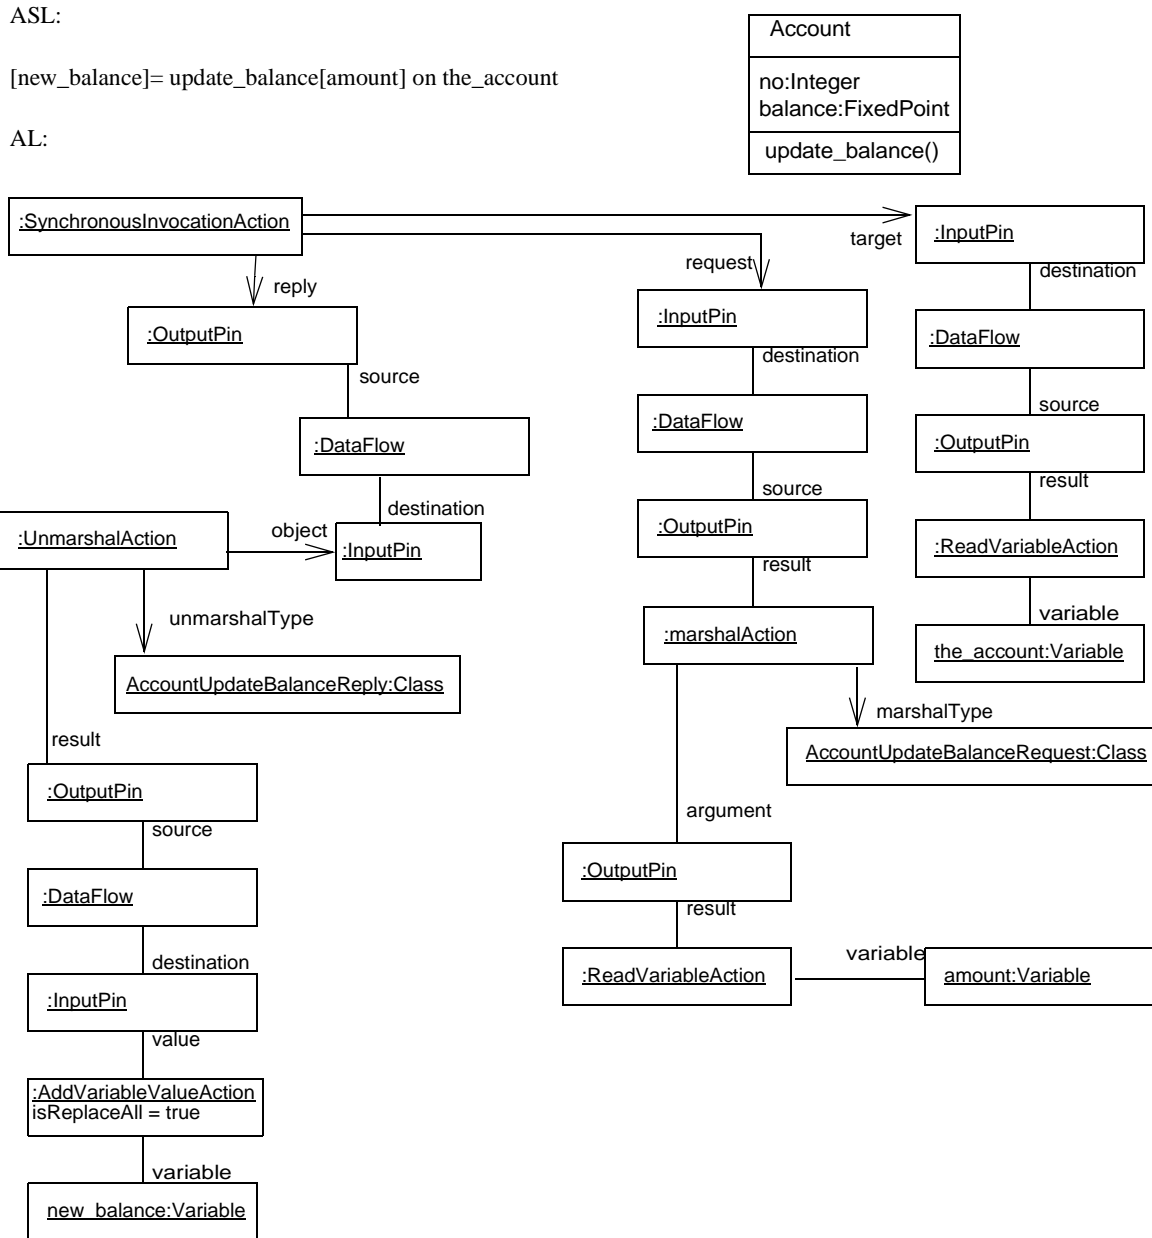 ASL:
[new_balance]= update_balance[amount] on the_account
AL:
Account
no:Integer
balance:FixedPoint
update_balance()
:SynchronousInvocationAction
target
:InputPin
destination
:DataFlow
source
:OutputPin
result
:ReadVariableAction
variable
the_account:Variable
request
:InputPin
destination
:DataFlow
source
:OutputPin
result
:marshalAction
marshalType
AccountUpdateBalanceRequest:Class
argument
:OutputPin
result
:ReadVariableAction
variable
amount:Variable
reply
:OutputPin
source
:DataFlow
destination
:InputPin
object
:UnmarshalAction
unmarshalType
AccountUpdateBalanceReply:Class
result
:OutputPin
source
:DataFlow
destination
:InputPin
value
:AddVariableValueAction
isReplaceAll = true
variable
new_balance:Variable